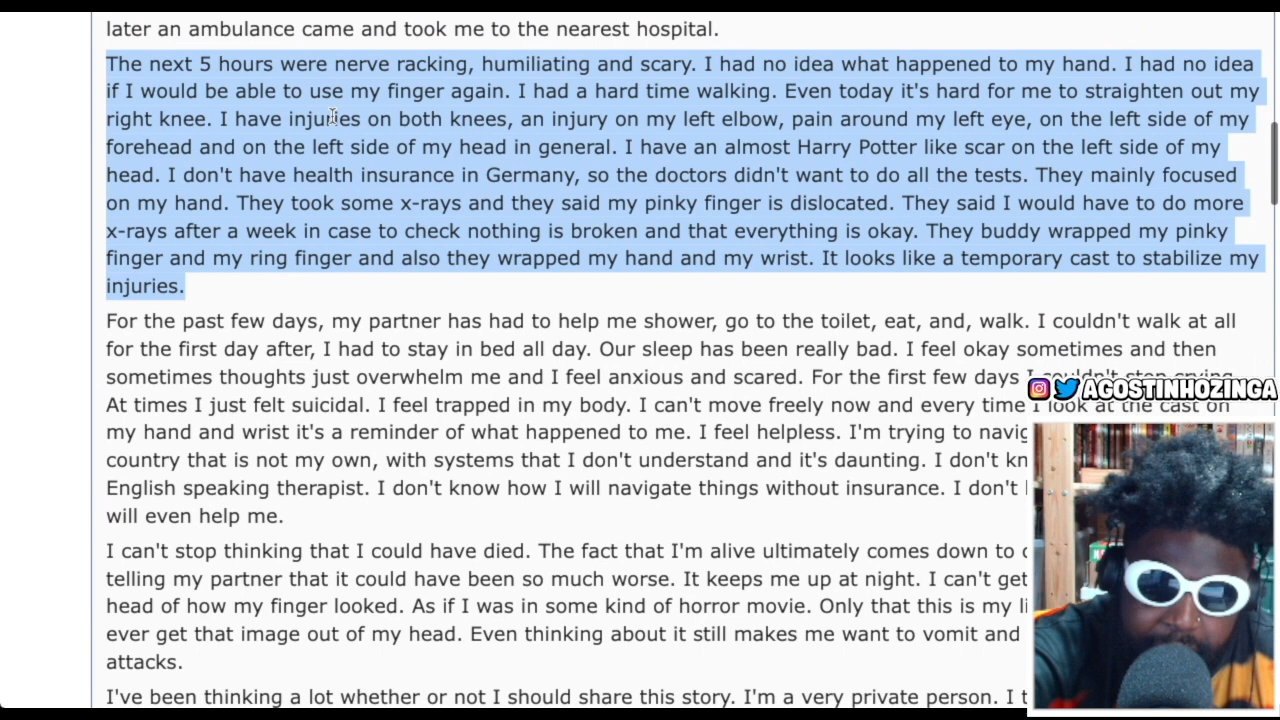 later an ambulance came and took me to the nearest hospital.
The next 5 hours were nerve racking, humiliating and scary. I had no idea what happened to my hand. I had no idea
if I would be able to use my finger again. I had a hard time walking. Even today it's hard for me to straighten out my
right knee. I have injuries on both knees, an injury on my left elbow, pain around my left eye, on the left side of my
forehead and on the left side of my head in general. I have an almost Harry Potter like scar on the left side of my
head. I don't have health insurance in Germany, so the doctors didn't want to do all the tests. They mainly focused
on my hand. They took some x-rays and they said my pinky finger is dislocated. They said I would have to do more
x-rays after a week in case to check nothing is broken and that everything is okay. They buddy wrapped my pinky
finger and my ring finger and also they wrapped my hand and my wrist. It looks like a temporary cast to stabilize my
injuries.
For the past few days, my partner has had to help me shower, go to the toilet, eat, and, walk. I couldn't walk at all
for the first day after, I had to stay in bed all day. Our sleep has been really bad. I feel okay sometimes and then
sometimes thoughts just overwhelm me and I feel anxious and scared. For the first few days I couldn't stop crying.
At times I just felt suicidal. I feel trapped in my body. I can't move freely now and every time I look at the cast on
AGOSTINHOZINGA
my hand and wrist it's a reminder of what happened to me. I feel helpless. I'm trying to
country that is not my own, with systems that I don't understand and it's daunting. I don't
English speaking therapist. I don't know how I will navigate things without insurance. I don't
will even help me.
I can't stop thinking that I could have died. The fact that I'm alive ultimately comes down to
telling my partner that it could have been so much worse. It keeps me up at night. I can't get
head of how my finger looked. As if I was in some kind of horror movie. Only that this is my
ever get that image out of my head. Even thinking about it still makes me want to vomit and
attacks.
I've been thinking a lot whether or not I should share this story. I'm a very private person. I